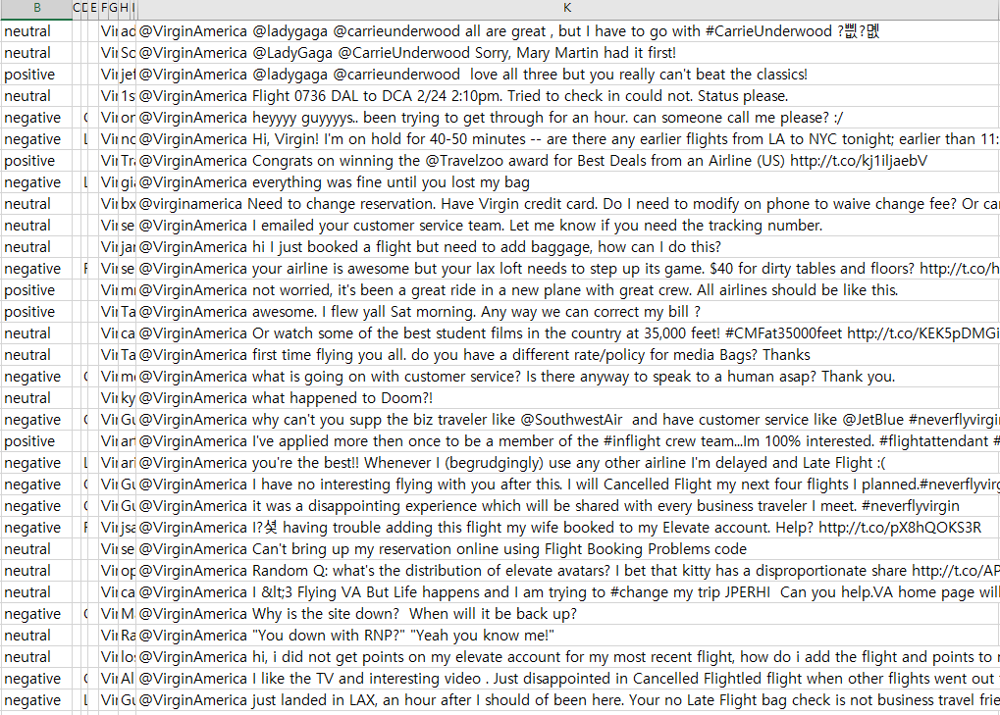 B C D E F G H I K
neutral Vir ad @VirginAmerica @ladygaga @carrieunderwood all are great , but I have to go with #CarrieUnderwood ?쁾?몒
neutral Vir Sc @VirginAmerica @LadyGaga @CarrieUnderwood Sorry, Mary Martin had it first!
positive Vir jef @VirginAmerica @ladygaga @carrieunderwood love all three but you really can't beat the classics!
neutral Vir 1s @VirginAmerica Flight 0736 DAL to DCA 2/24 2:10pm. Tried to check in could not. Status please.
negative Vir or @VirginAmerica heyyyy guyyyys.. been trying to get through for an hour. can someone call me please? :/
negative L Vir nc @VirginAmerica Hi, Virgin! I'm on hold for 40-50 minutes -- are there any earlier flights from LA to NYC tonight; earlier than 11:
positive Vir Tr @VirginAmerica Congrats on winning the @Travelzoo award for Best Deals from an Airline (US) http://t.co/kj1iljaebV
negative L Vir gi @VirginAmerica everything was fine until you lost my bag
neutral Vir bx @virginamerica Need to change reservation. Have Virgin credit card. Do I need to modify on phone to waive change fee? Or ca
neutral Vir se @VirginAmerica I emailed your customer service team. Let me know if you need the tracking number.
neutral Vir jar @VirginAmerica hi I just booked a flight but need to add baggage, how can I do this?
negative F Vir se @VirginAmerica your airline is awesome but your lax loft needs to step up its game. $40 for dirty tables and floors? http://t.co/h
positive Vir m @VirginAmerica not worried, it's been a great ride in a new plane with great crew. All airlines should be like this.
positive Vir Ta @VirginAmerica awesome. I flew yall Sat morning. Any way we can correct my bill ?
neutral Vir ca @VirginAmerica Or watch some of the best student films in the country at 35,000 feet! #CMFat35000feet http://t.co/KEK5pDMGi
neutral Vir Ta @VirginAmerica first time flying you all. do you have a different rate/policy for media Bags? Thanks
negative Vir m @VirginAmerica what is going on with customer service? Is there anyway to speak to a human asap? Thank you.
neutral Vir ky @VirginAmerica what happened to Doom?!
negative Vir Gu @VirginAmerica why can't you supp the biz traveler like @SouthwestAir and have customer service like @JetBlue #neverflyvirgi
positive Vir ar @VirginAmerica I've applied more then once to be a member of the #inflight crew team...Im 100% interested. #flightattendant #
negative L Vir ari @VirginAmerica you're the best!! Whenever I (begrudgingly) use any other airline I'm delayed and Late Flight :(
negative Vir Gu @VirginAmerica I have no interesting flying with you after this. I will Cancelled Flight my next four flights I planned.#neverflyvirg
negative Vir Gu @VirginAmerica it was a disappointing experience which will be shared with every business traveler I meet. #neverflyvirgin
negative F Vir jsa @VirginAmerica I?셫 having trouble adding this flight my wife booked to my Elevate account. Help? http://t.co/pX8hQOKS3R
neutral Vir se @VirginAmerica Can't bring up my reservation online using Flight Booking Problems code
neutral Vir op @VirginAmerica Random Q: what's the distribution of elevate avatars? I bet that kitty has a disproportionate share http://t.co/AP
neutral Vir ca @VirginAmerica I &lt;3 Flying VA But Life happens and I am trying to #change my trip JPERHI Can you help.VA home page wil
negative Vir M @VirginAmerica Why is the site down? When will it be back up?
neutral Vir Ra @VirginAmerica "You down with RNP?" "Yeah you know me!"
neutral Vir lo @VirginAmerica hi, i did not get points on my elevate account for my most recent flight, how do i add the flight and points to
negative Vir Al @VirginAmerica I like the TV and interesting video . Just disappointed in Cancelled Flightled flight when other flights went out
negative L Vir Gu @VirginAmerica just landed in LAX, an hour after I should of been here. Your no Late Flight bag check is not business travel frie